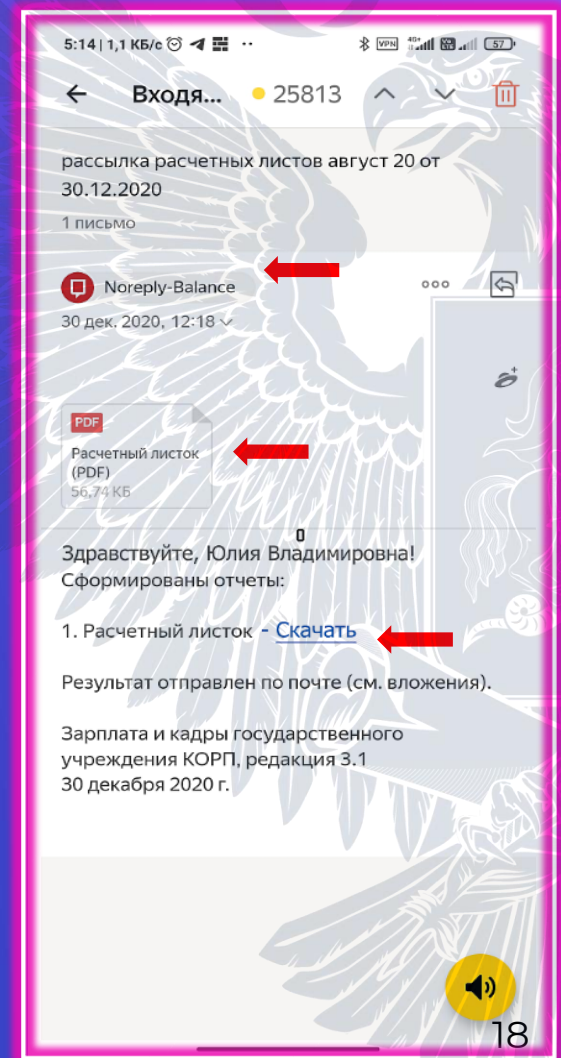 5:14 | 1,1 КБ/с
VPN 4G+ 57
Входя... 25813
рассылка расчетных листов август 20 от
30.12.2020
1 письмо
Noreply-Balance
30 дек. 2020, 12:18
PDF
Расчетный листок
(PDF)
56,74 КБ
0
Здравствуйте, Юлия Владимировна!
Сформированы отчеты:
1. Расчетный листок - Скачать
Результат отправлен по почте (см. вложения).
Зарплата и кадры государственного
учреждения КОРП, редакция 3.1
30 декабря 2020 г.
18